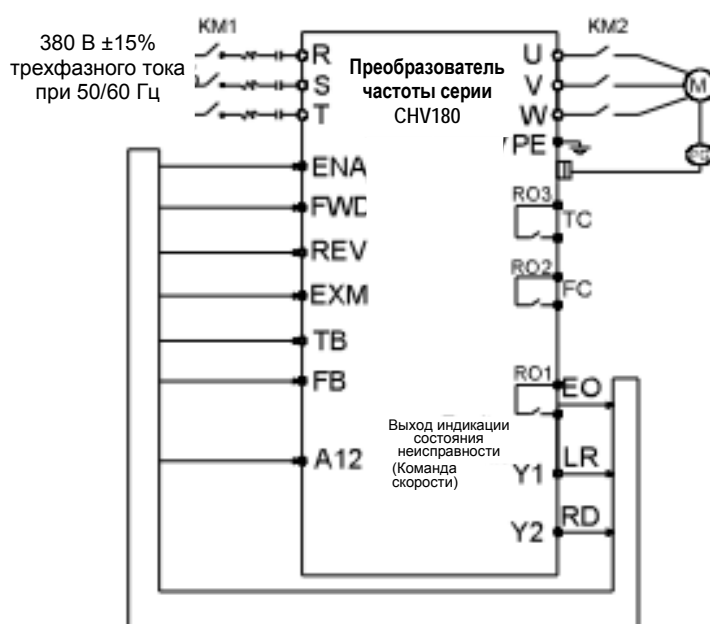 KM1
380 В ±15%
трехфазного тока
при 50/60 Гц
R
S
T
Преобразователь
частоты серии
CHV180
KM2
U
V
W
M
PE
ENA
FWD
REV
EXM
TB
FB
A12
RO3
TC
RO2
FC
RO1
EO
Выход индикации
состояния
неисправности
(Команда
скорости)
Y1
LR
Y2
RD